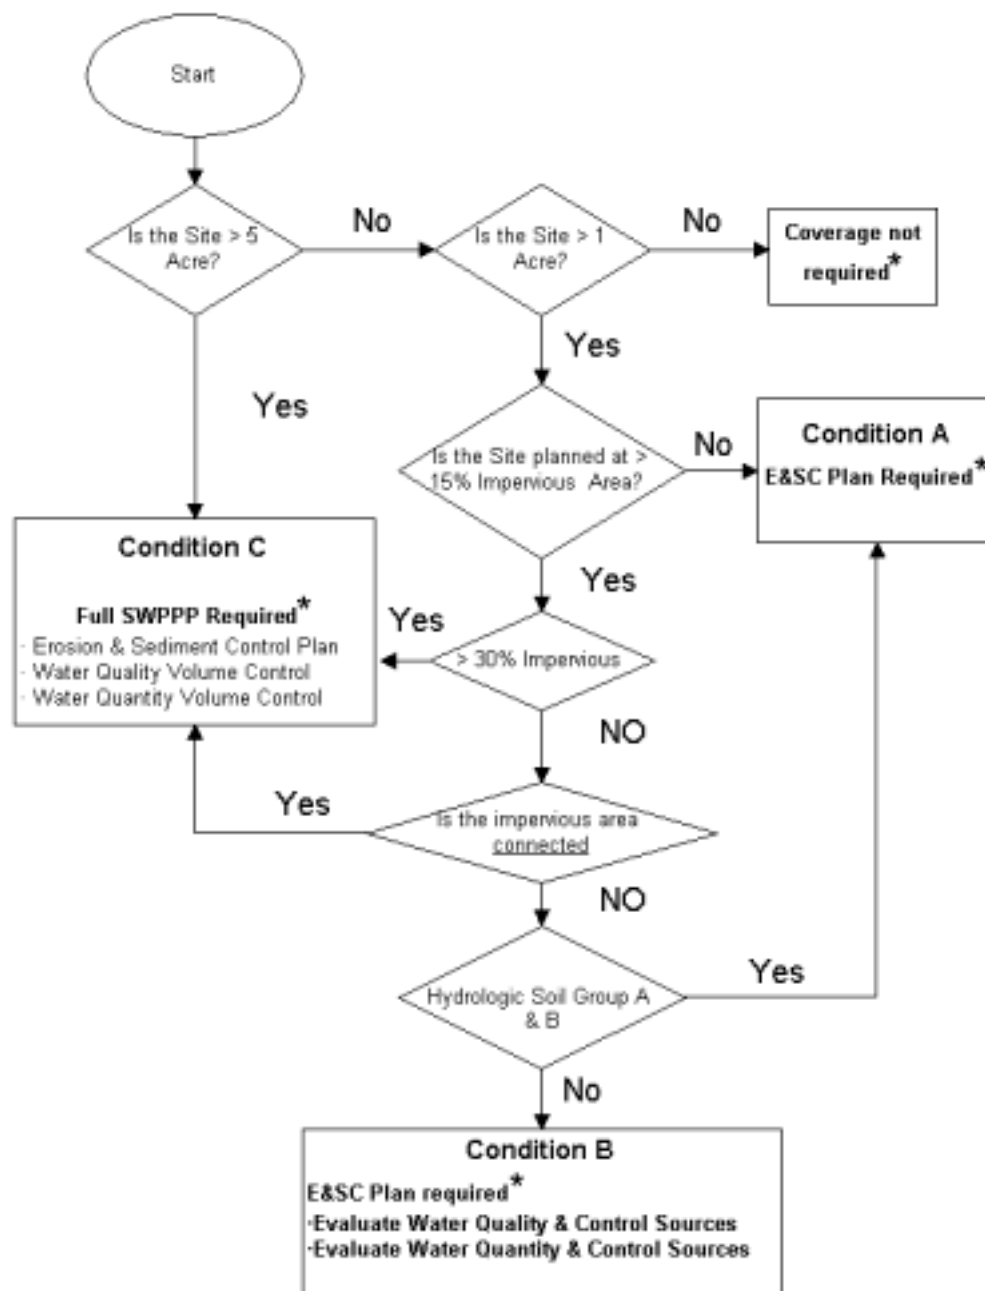 Start
Is the Site > 5
Acre?
No
Is the Site > 1
Acre?
No
Coverage not
required*
Yes
Yes
Is the Site planned at >
15% Impervious Area?
No
Condition A
E&SC Plan Required*
Condition C
Full SWPPP Required*
· Erosion & Sediment Control Plan
· Water Quality Volume Control
· Water Quantity Volume Control
Yes
Yes
> 30% Impervious
NO
Yes
Is the impervious area
connected
NO
Hydrologic Soil Group A
& B
Yes
No
Condition B
E&SC Plan required*
·Evaluate Water Quality & Control Sources
·Evaluate Water Quantity & Control Sources